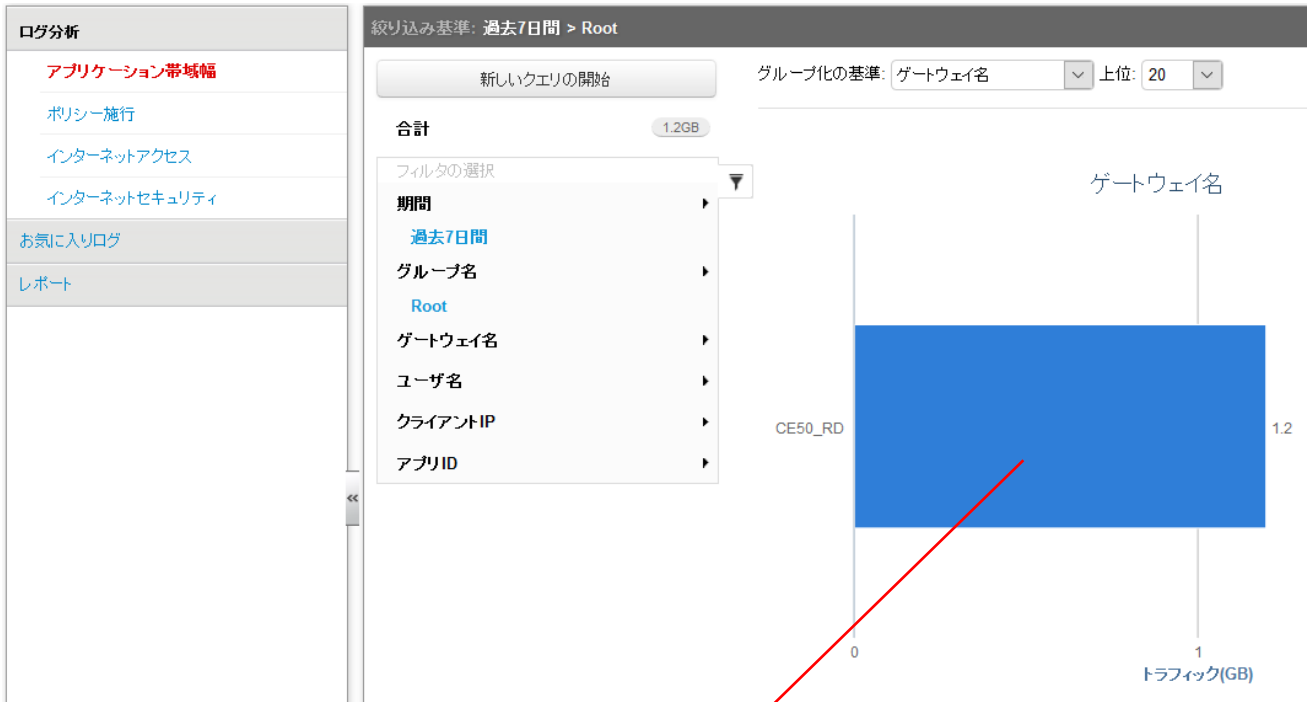 ログ分析
アプリケーション帯域幅
ポリシー施行
インターネットアクセス
インターネットセキュリティ
お気に入りログ
レポート
絞り込み基準: 過去7日間 > Root
新しいクエリの開始
合計 1.2GB
フィルタの選択
期間
過去7日間
グループ名
Root
ゲートウェイ名
ユーザ名
クライアントIP
アプリID
グループ化の基準: ゲートウェイ名 上位: 20
ゲートウェイ名
CE50_RD 1.2
0 1
トラフィック(GB)